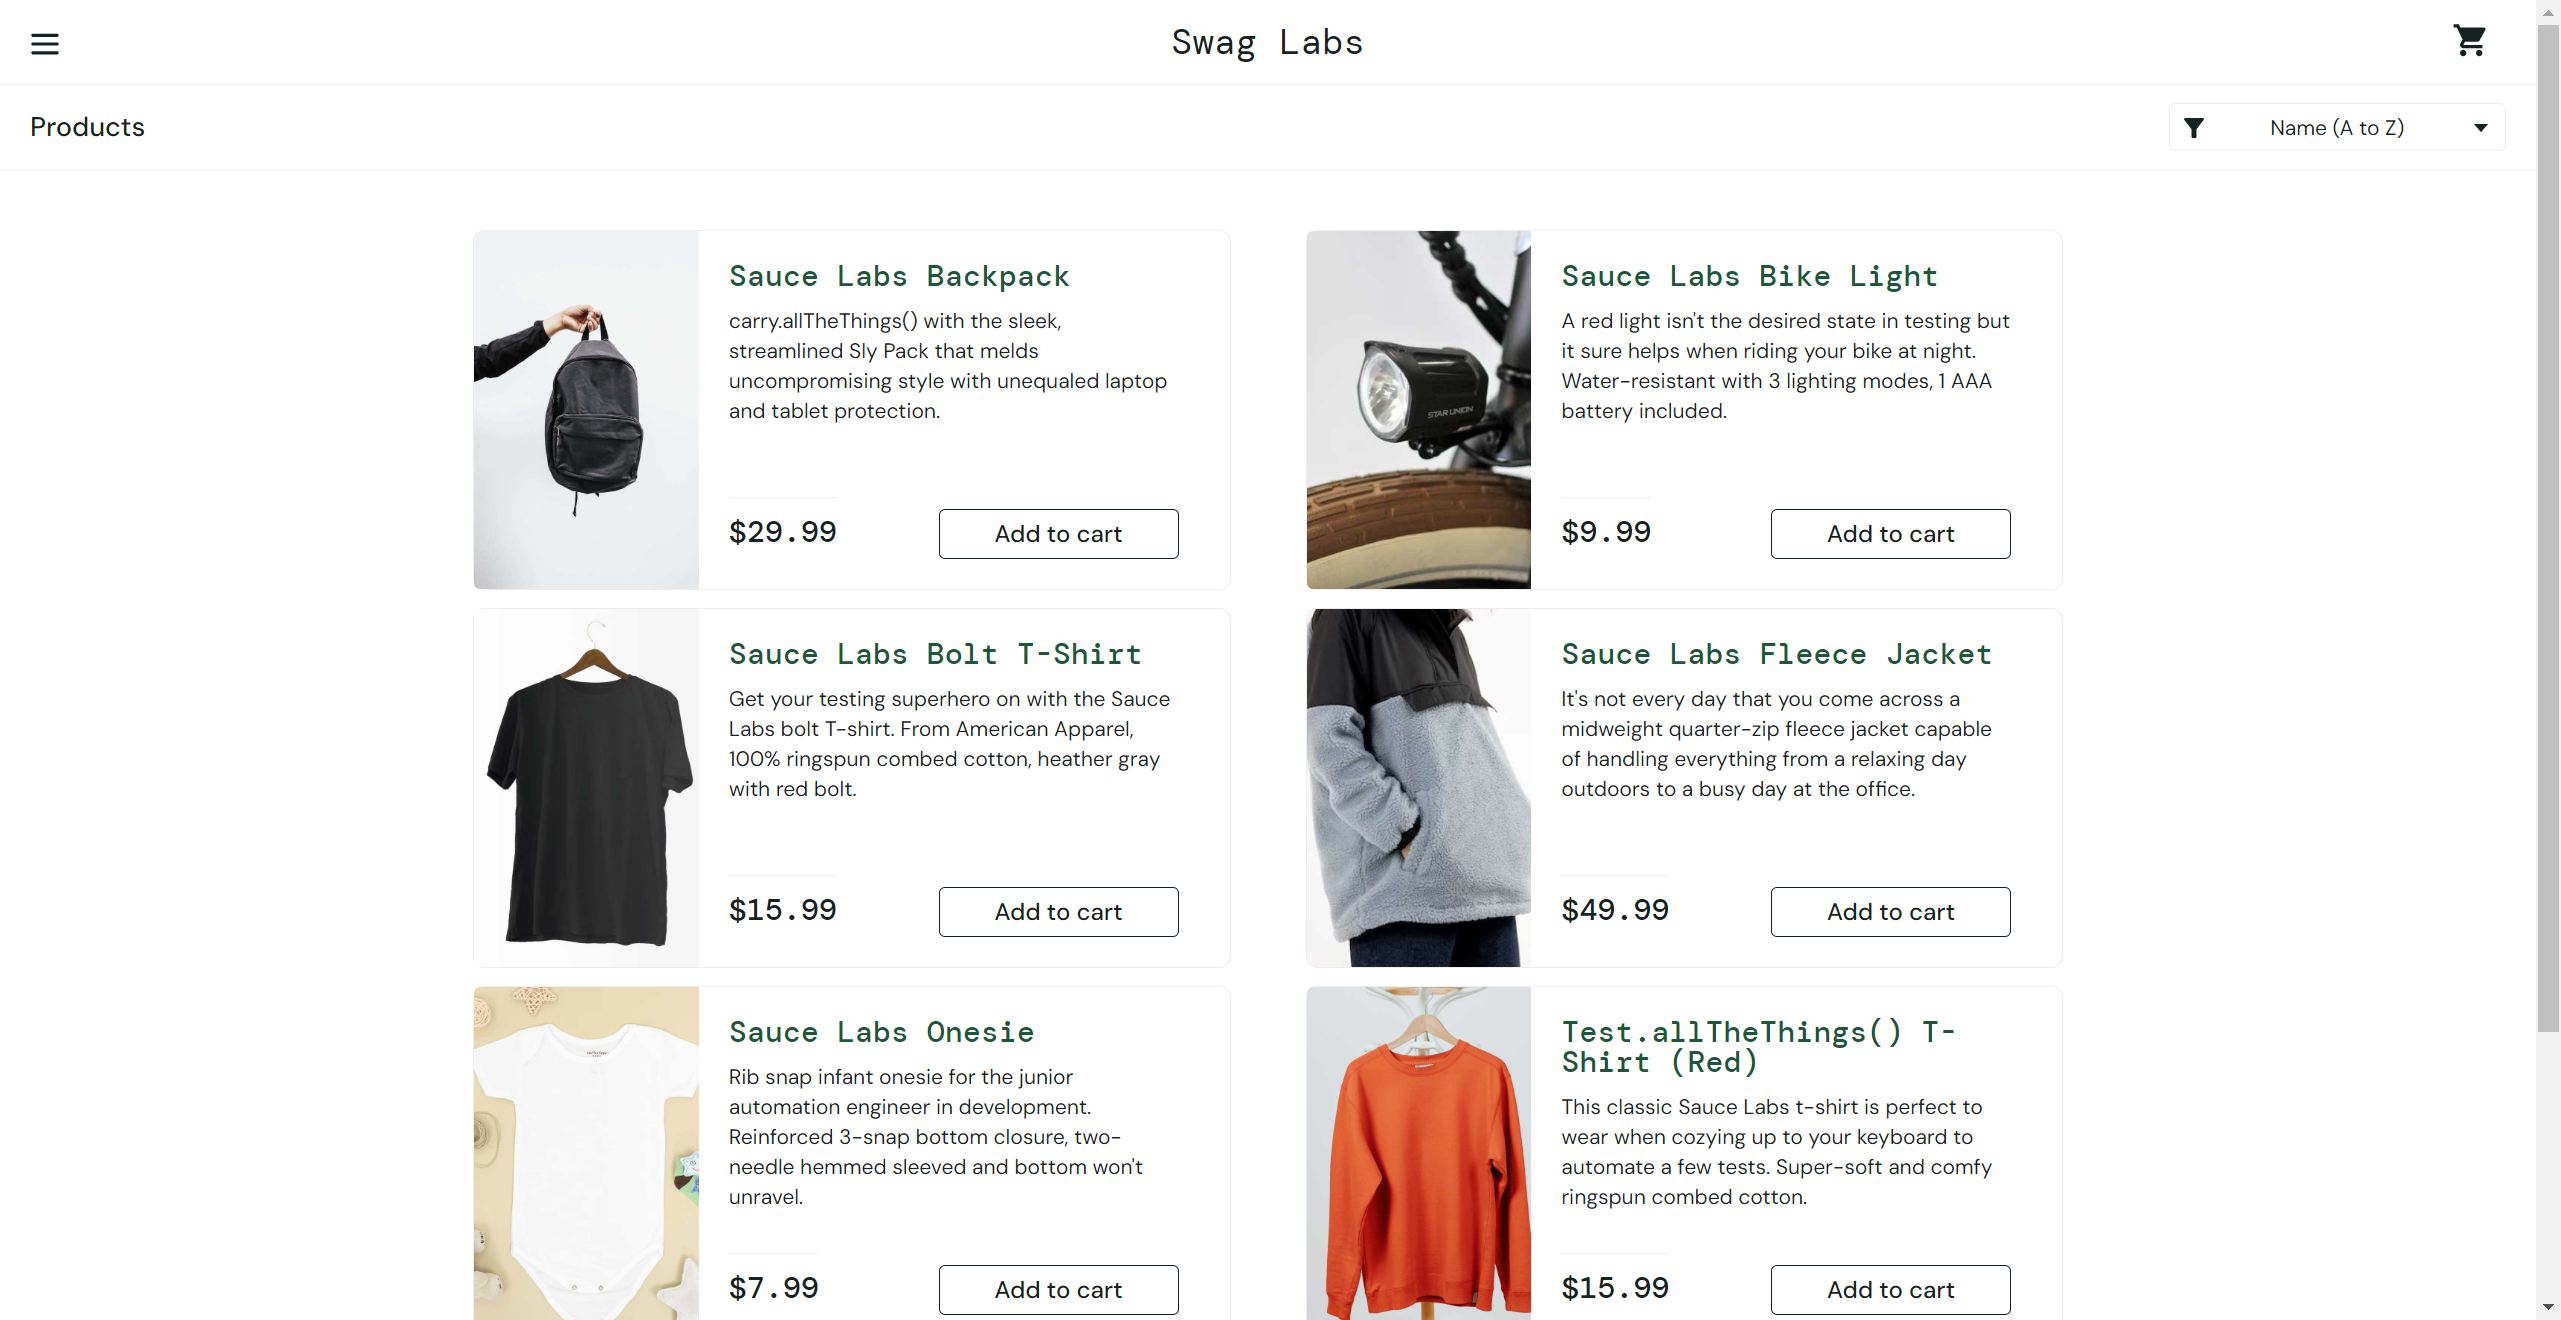 Swag Labs
Products
Name (A to Z)
Sauce Labs Backpack
carry.allTheThings() with the sleek,
streamlined Sly Pack that melds
uncompromising style with unequaled laptop
and tablet protection.
$29.99
Add to cart
STAR UNION
Sauce Labs Bike Light
A red light isn't the desired state in testing but
it sure helps when riding your bike at night.
Water-resistant with 3 lighting modes, 1 AAA
battery included.
$9.99
Add to cart
Sauce Labs Bolt T-Shirt
Get your testing superhero on with the Sauce
Labs bolt T-shirt. From American Apparel,
100% ringspun combed cotton, heather gray
with red bolt.
$15.99
Add to cart
Sauce Labs Fleece Jacket
It's not every day that you come across a
midweight quarter-zip fleece jacket capable
of handling everything from a relaxing day
outdoors to a busy day at the office.
$49.99
Add to cart
Sauce Labs Onesie
Rib snap infant onesie for the junior
automation engineer in development.
Reinforced 3-snap bottom closure, two-
needle hemmed sleeved and bottom won't
unravel.
$7.99
Add to cart
Test.allTheThings() T-
Shirt (Red)
This classic Sauce Labs t-shirt is perfect to
wear when cozying up to your keyboard to
automate a few tests. Super-soft and comfy
ringspun combed cotton.
$15.99
Add to cart